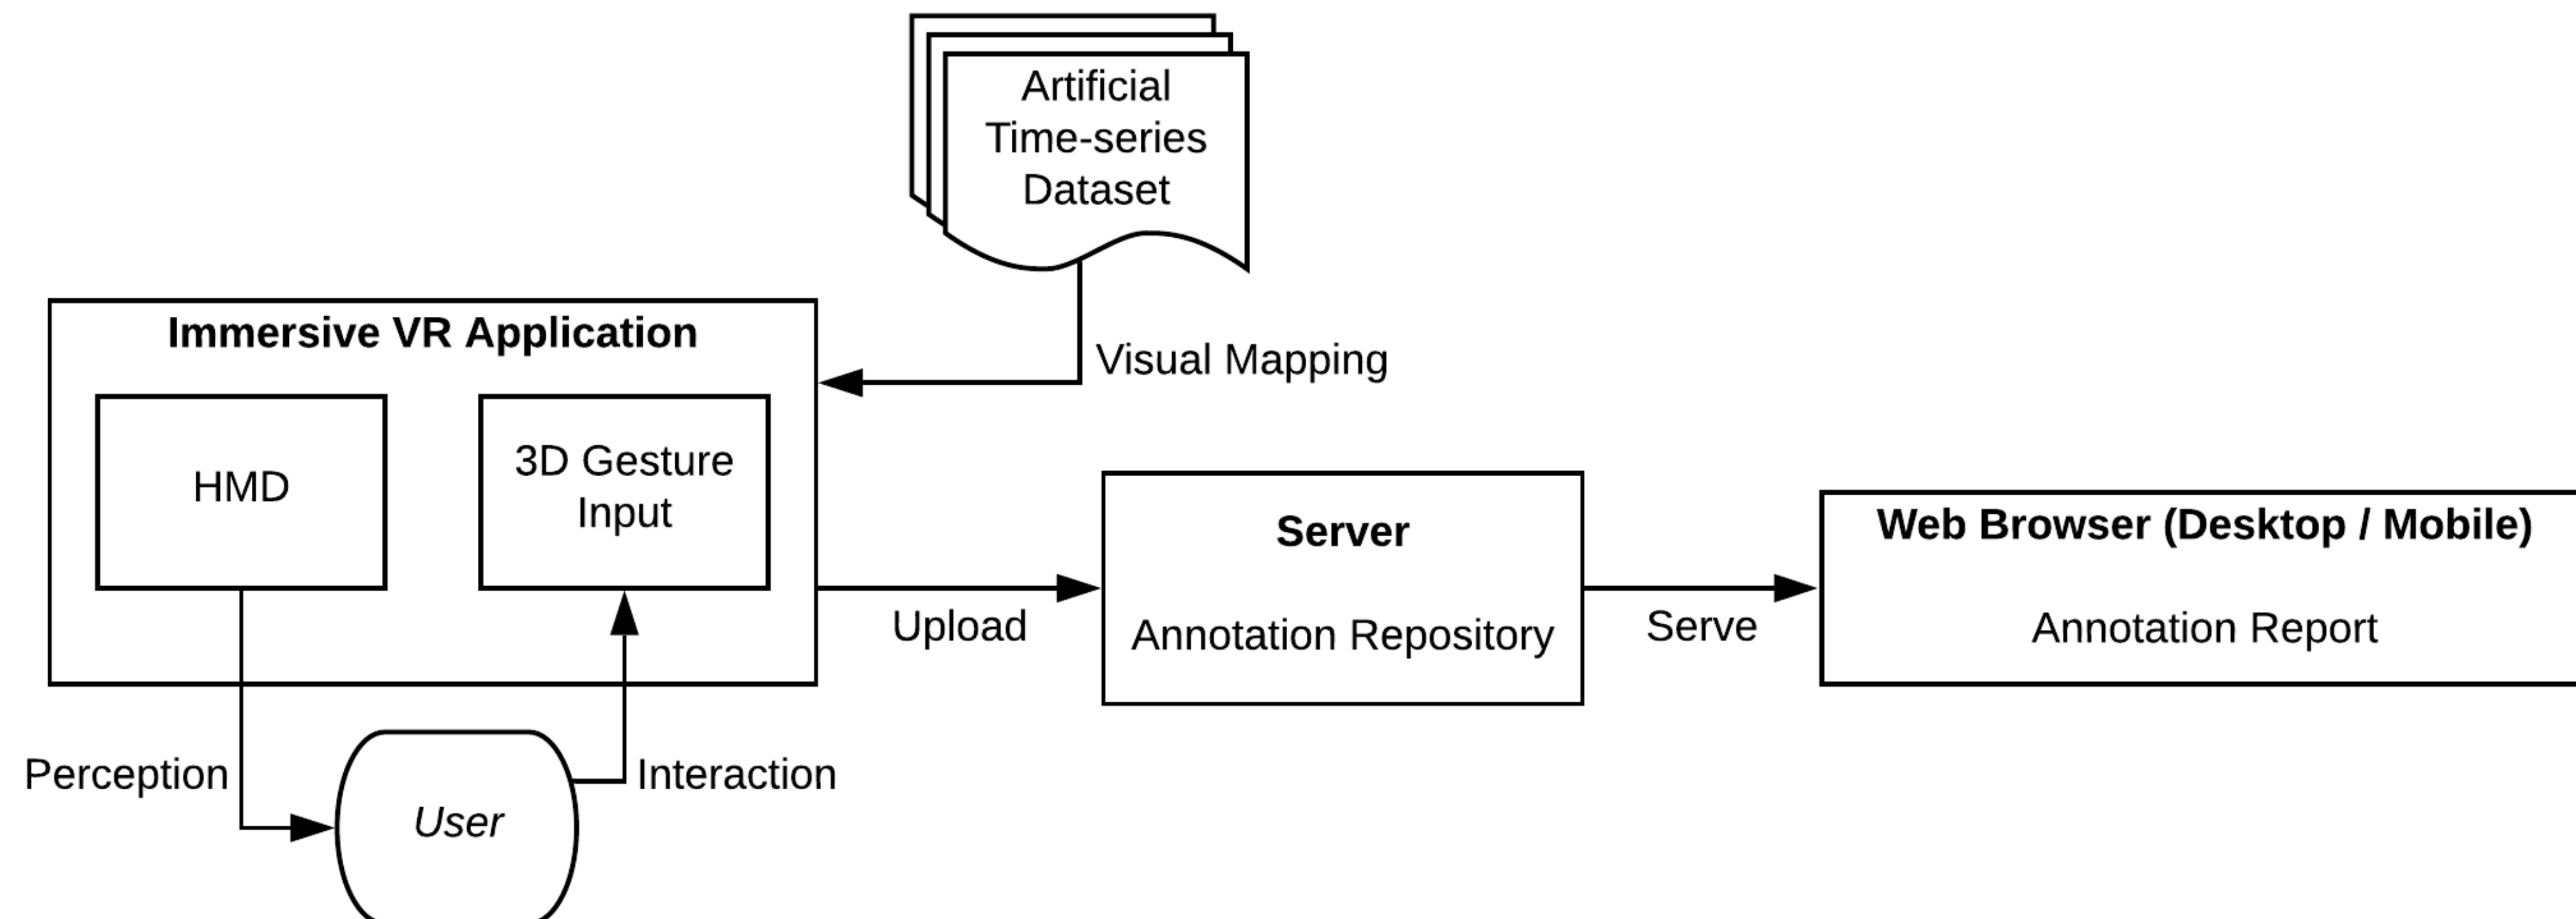 Artificial
Time-series
Dataset
Visual Mapping
Immersive VR Application
HMD
3D Gesture
Input
Upload
Server
Annotation Repository
Serve
Web Browser (Desktop / Mobile)
Annotation Report
Perception
User
Interaction